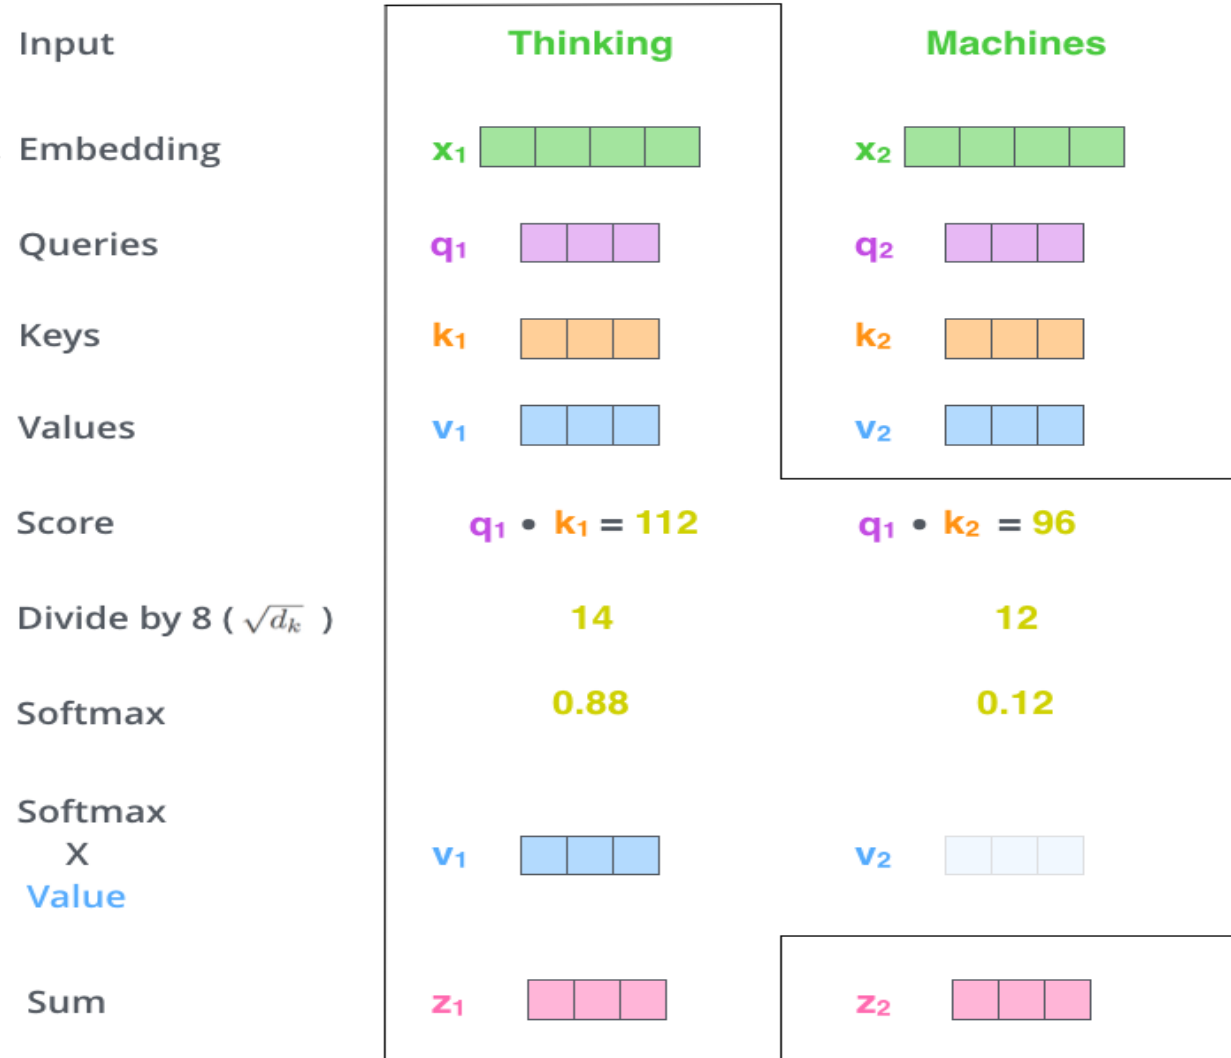 Input Thinking Machines
Embedding x₁ x₂
Queries q₁ q₂
Keys k₁ k₂
Values v₁ v₂
Score q₁ • k₁ = 112 q₁ • k₂ = 96
Divide by 8 ( √dₖ ) 14 12
Softmax 0.88 0.12
Softmax
X v₁ v₂
Value
Sum z₁ z₂